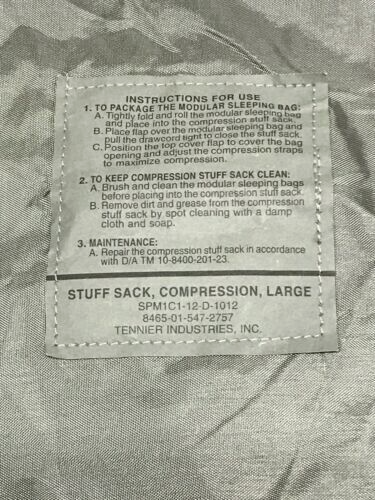 INSTRUCTIONS FOR USE
1. TO PACKAGE THE MODULAR SLEEPING BAG:
A. Tightly fold and roll the modular sleeping bag
and place into the compression stuff sack.
B. Place flap over the modular sleeping bag and
pull the drawcord tight to close the stuff sack.
C. Position the top cover flap to cover the bag
opening and adjust the compression straps
to maximize compression.
2. TO KEEP COMPRESSION STUFF SACK CLEAN:
A. Brush and clean the modular sleeping bags
before placing into the compression stuff sack.
B. Remove dirt and grease from the compression
stuff sack by spot cleaning with a damp
cloth and soap.
3. MAINTENANCE:
A. Repair the compression stuff sack in accordance
with D/A TM 10-8400-201-23.
STUFF SACK, COMPRESSION, LARGE
SPM1C1-12-D-1012
8465-01-547-2757
TENNIER INDUSTRIES, INC.